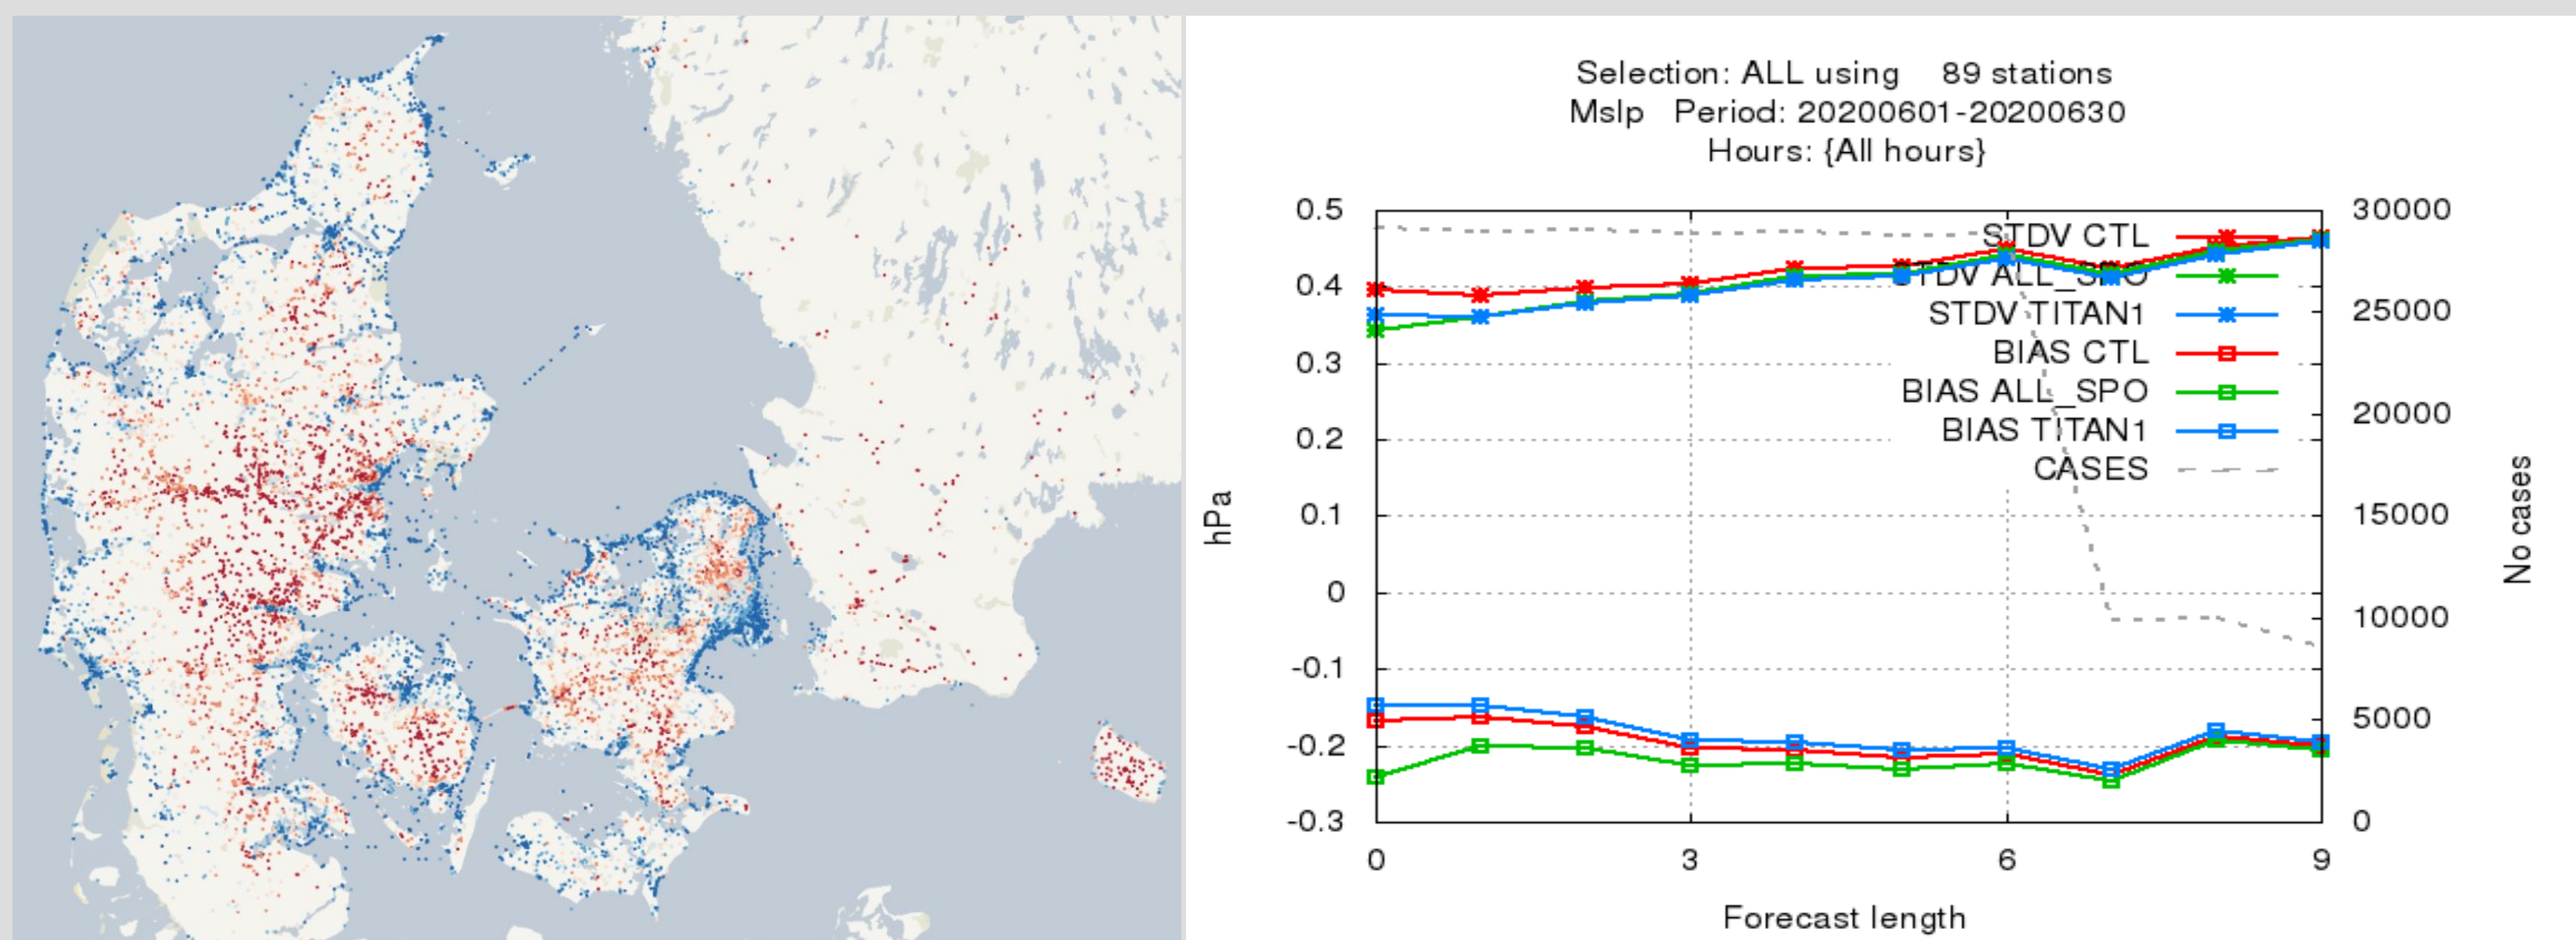 Selection: ALL using 89 stations
Mslp Period: 20200601-20200630
Hours: {All hours}
0.5
0.4
0.3
0.2
0.1
0
-0.1
-0.2
-0.3
hPa
STDV CTL
STDV ALL_SPO
STDV TITAN1
BIAS CTL
BIAS ALL_SPO
BIAS TITAN1
CASES
30000
25000
20000
15000
10000
5000
0
No cases
0 3 6 9
Forecast length